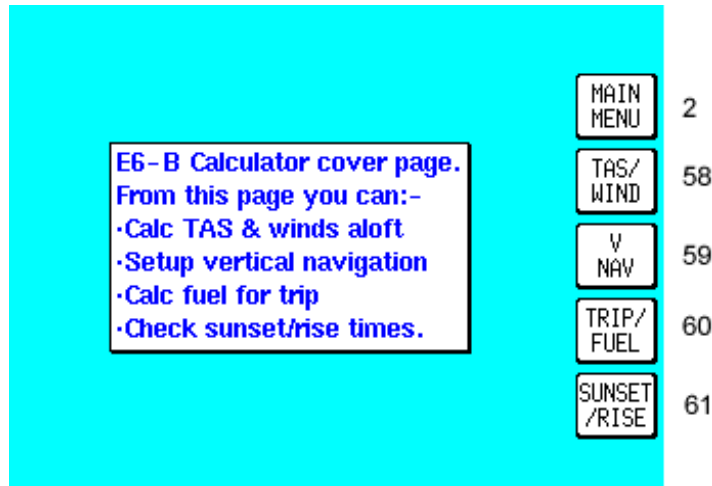 E6-B Calculator cover page.
From this page you can:-
·Calc TAS & winds aloft
·Setup vertical navigation
·Calc fuel for trip
·Check sunset/rise times.
MAIN
MENU
2
TAS/
WIND
58
V
NAV
59
TRIP/
FUEL
60
SUNSET
/RISE
61